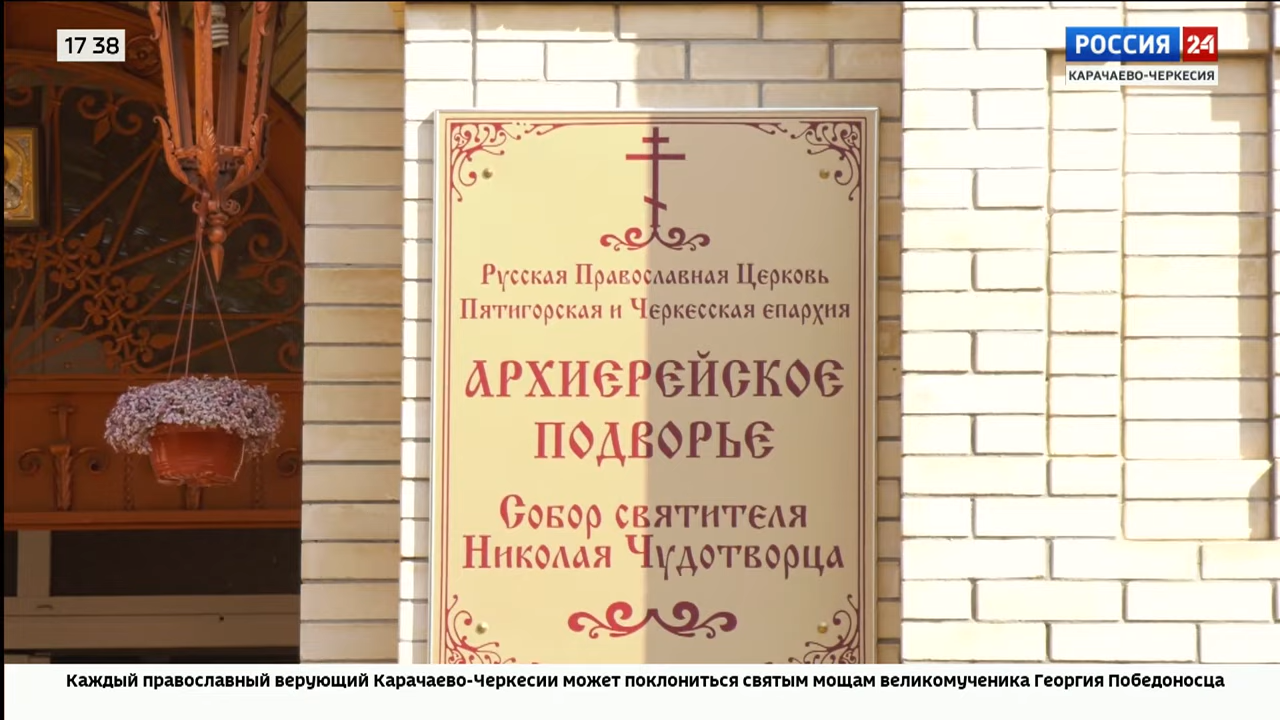 17 38
РОССИЯ 24
КАРАЧАЕВО-ЧЕРКЕСИЯ
Русская Православная Церковь
Пятигорская и Черкесская епархия
АРХИЕРЕЙСКОЕ
ПОДВОРЬЕ
Собор святителя
Николая Чудотворца
Каждый православный верующий Карачаево-Черкесии может поклониться святым мощам великомученика Георгия Победоносца